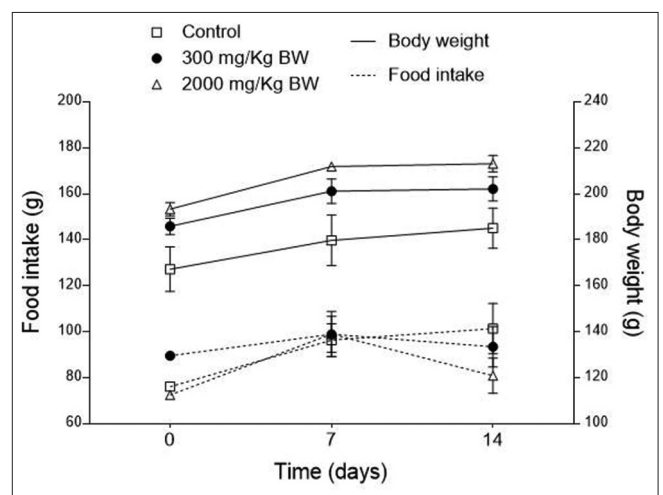 Control
300 mg/Kg BW
2000 mg/Kg BW
Body weight
Food intake
200
180
160
140
120
100
80
60
Food intake (g)
240
220
200
180
160
140
120
100
Body weight (g)
0 7 14
Time (days)